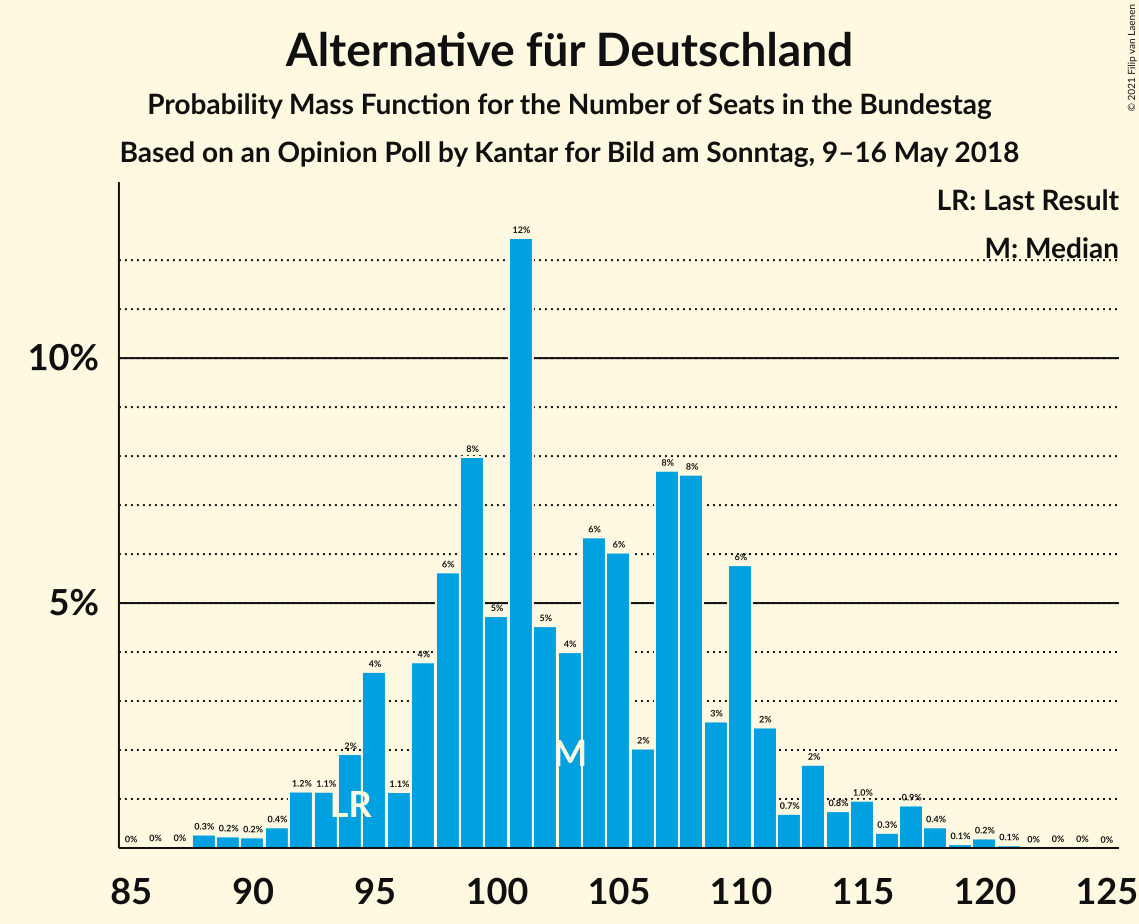 Alternative für Deutschland
Probability Mass Function for the Number of Seats in the Bundestag
Based on an Opinion Poll by Kantar for Bild am Sonntag, 9–16 May 2018
© 2021 Filip van Laenen
LR: Last Result
M: Median
10%
5%
0% 0% 0% 0.3% 0.2% 0.2% 0.4% 1.2% 1.1% 2% 4% 1.1% 4% 6% 8% 5% 12% 5% 4% 6% 6% 2% 8% 8% 3% 6% 2% 0.7% 2% 0.8% 1.0% 0.3% 0.9% 0.4% 0.1% 0.2% 0.1% 0% 0% 0% 0%
LR
M
85 90 95 100 105 110 115 120 125